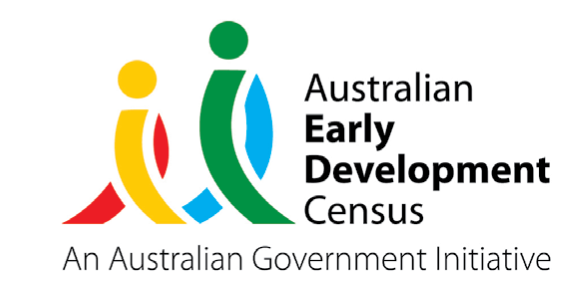 Australian
Early
Development
Census
An Australian Government Initiative